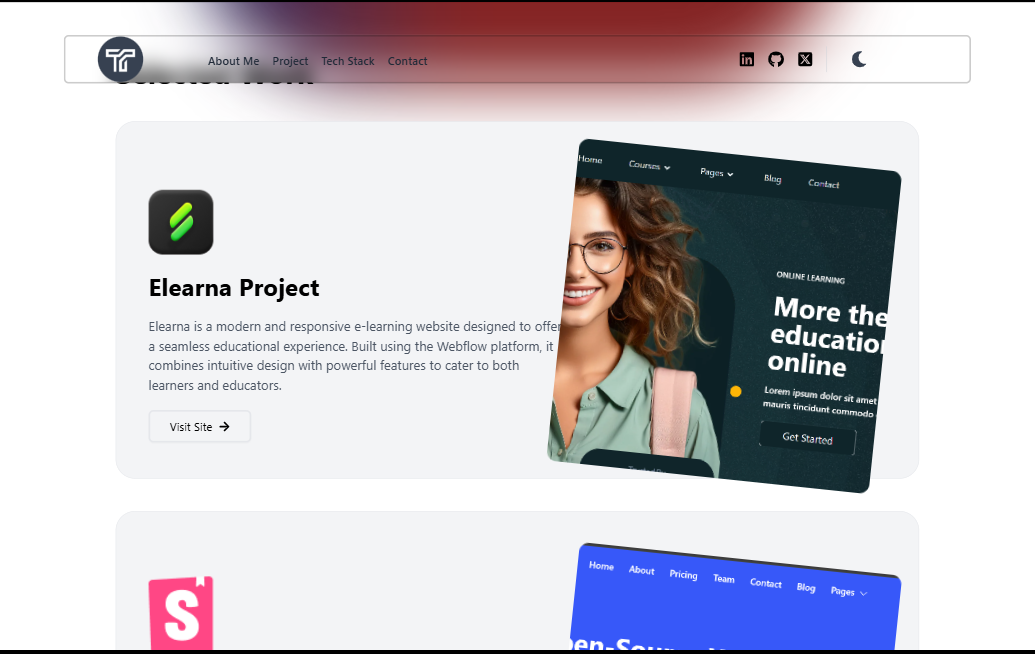 About Me Project Tech Stack Contact
Selected Work
Elearna Project
Elearna is a modern and responsive e-learning website designed to offer
a seamless educational experience. Built using the Webflow platform, it
combines intuitive design with powerful features to cater to both
learners and educators.
Visit Site
Home Courses Pages Blog Contact
ONLINE LEARNING
More the
education
online
Lorem ipsum dolor sit amet
mauris tincidunt commodo
Get Started
S
Home About Pricing Team Contact Blog Pages